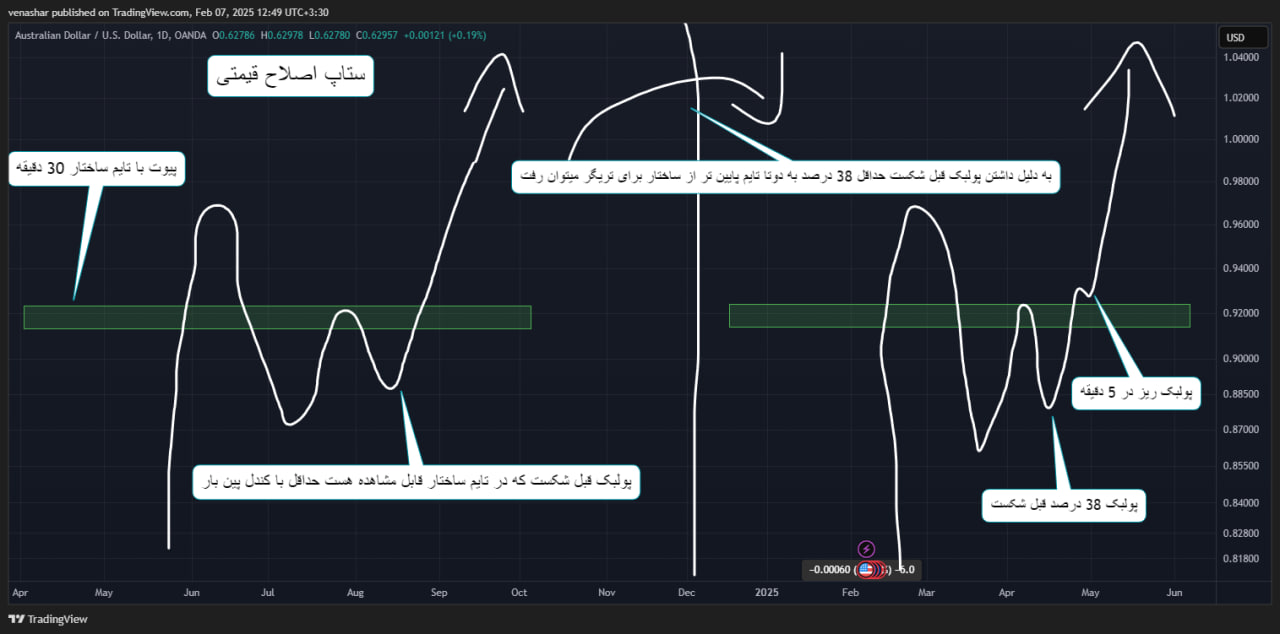 venashar published on TradingView.com, Feb 07, 2025 12:49 UTC+3:30
Australian Dollar / U.S. Dollar, 1D, OANDA O0.62786 H0.62978 L0.62780 C0.62957 +0.00121 (+0.19%)
USD
ستاپ اصلاح قیمتی
پیوت با تایم ساختار 30 دقیقه
به دلیل داشتن پولبک قبل شکست حداقل 38 درصد به دوتا تایم پایین تر از ساختار برای تریگر میتوان رفت
پولبک ریز در 5 دقیقه
پولبک قبل شکست که در تایم ساختار قابل مشاهده هست حداقل با کندل پین بار
پولبک 38 درصد قبل شکست
1.04000
1.02000
1.00000
0.98000
0.96000
0.94000
0.92000
0.90000
0.88500
0.87000
0.85500
0.84000
0.82800
0.81800
−0.00060 (
) −6.0
Apr May Jun Jul Aug Sep Oct Nov Dec 2025 Feb Mar Apr May Jun
TradingView